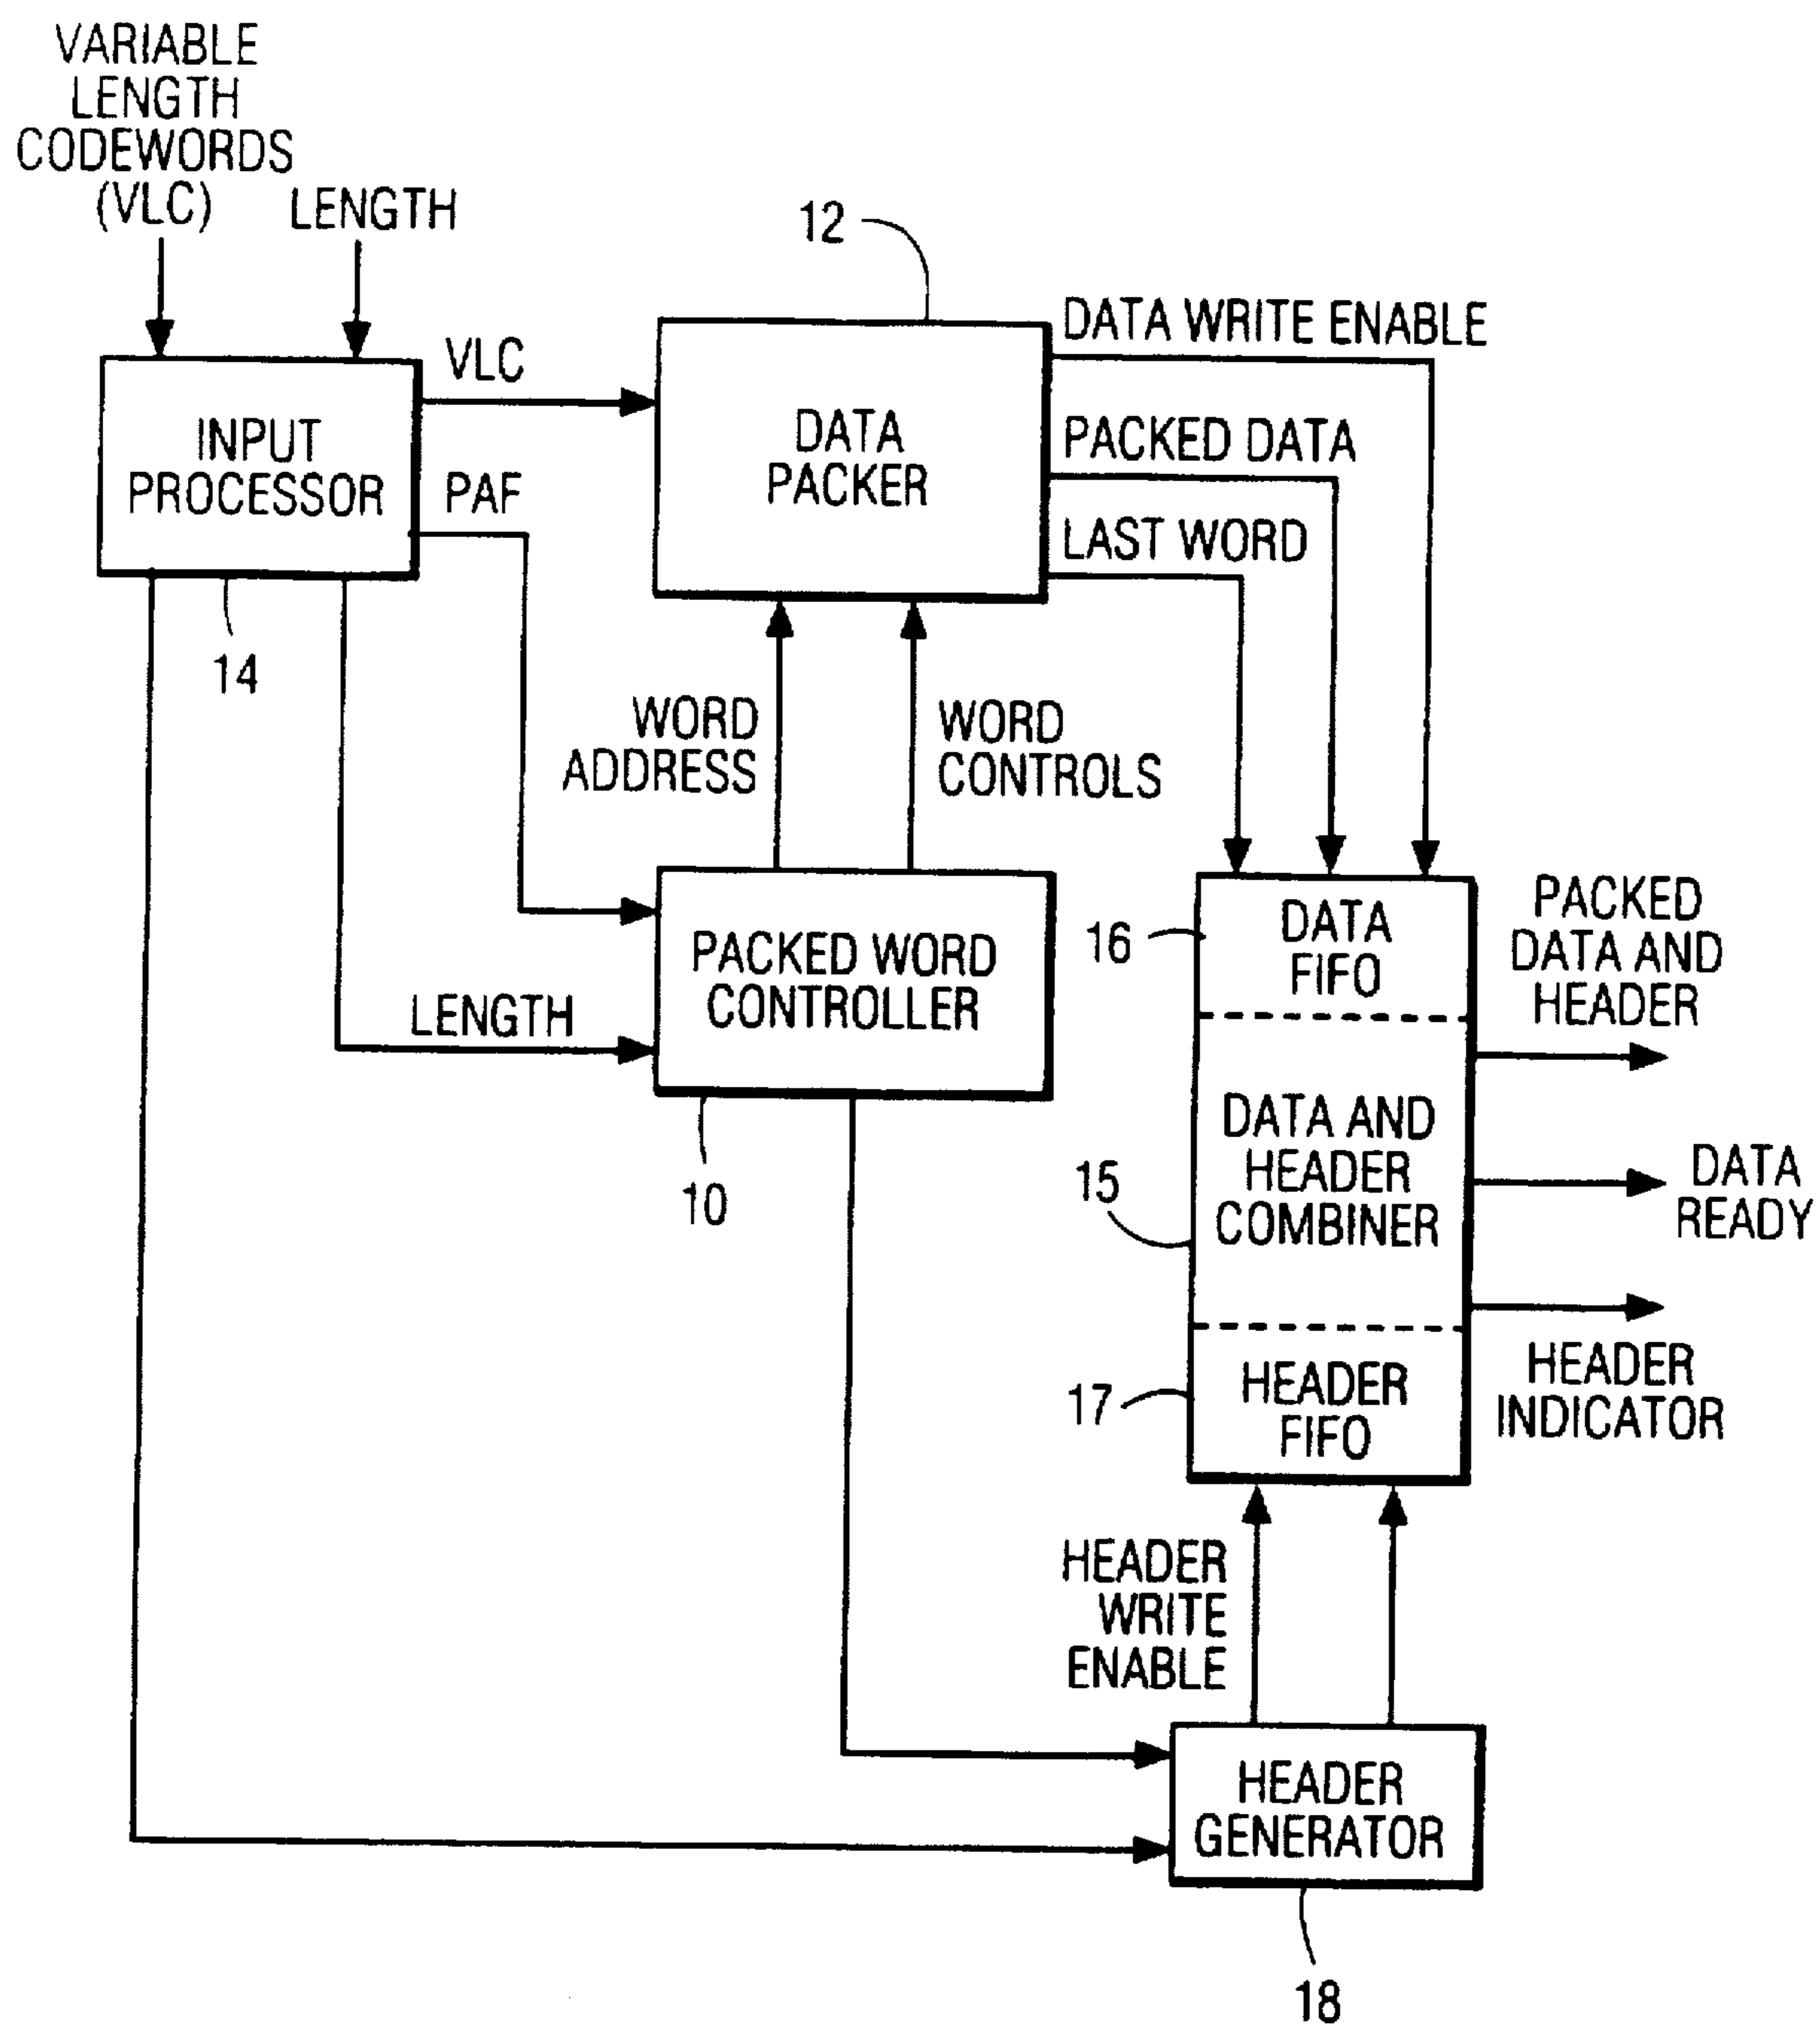 VARIABLE
LENGTH
CODEWORDS
(VLC)
LENGTH
12
DATA WRITE ENABLE
VLC
INPUT
PROCESSOR
DATA
PACKER
PACKED DATA
PAF
LAST WORD
14
WORD
ADDRESS
WORD
CONTROLS
16
DATA
FIFO
PACKED
DATA AND
HEADER
PACKED WORD
CONTROLLER
LENGTH
10
15
DATA AND
HEADER
COMBINER
DATA
READY
17
HEADER
FIFO
HEADER
INDICATOR
HEADER
WRITE
ENABLE
HEADER
GENERATOR
18